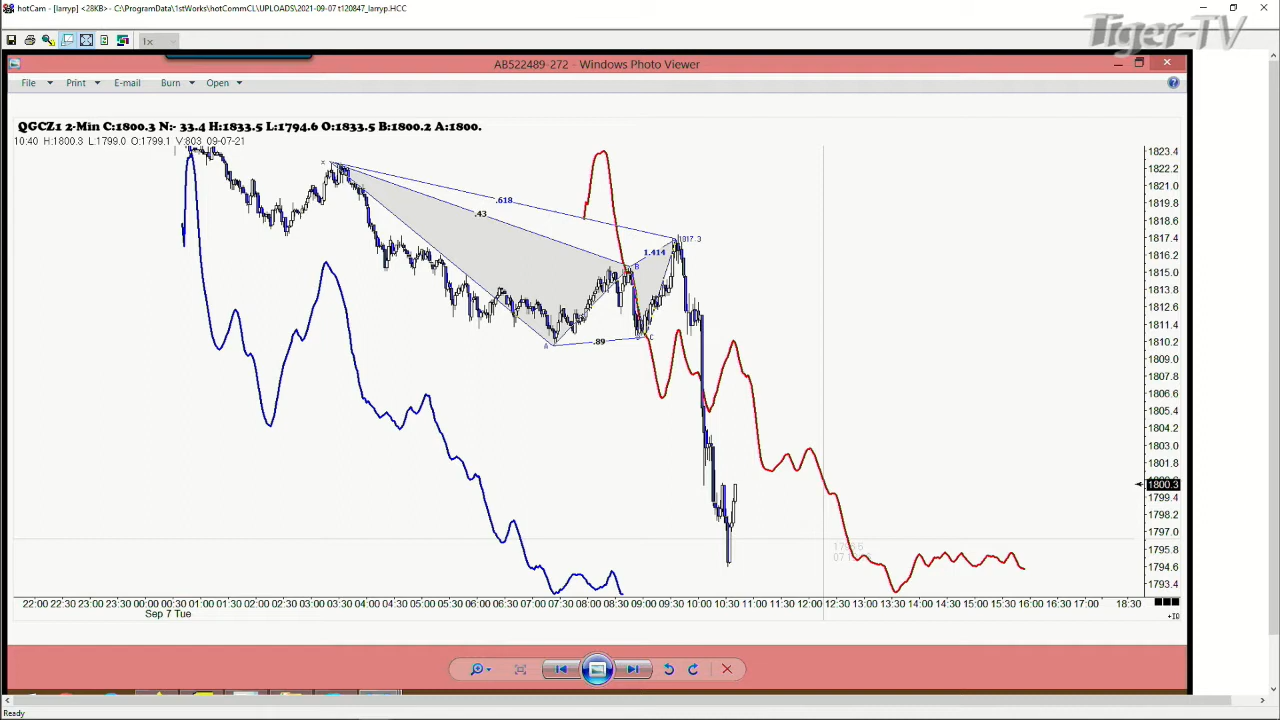 hotCam - [larryp] <28KB> - C:\ProgramData\1stWorks\hotCommCL\UPLOADS\2021-09-07 t120847_larryp.HCC
Tiger-TV
1x
AB522489-272 - Windows Photo Viewer
File Print E-mail Burn Open
QGCZ1 2-Min C:1800.3 N:- 33.4 H:1833.5 L:1794.6 O:1833.5 B:1800.2 A:1800.
10:40 H:1800.3 L:1799.0 O:1799.1 V:803 09-07-21
1823.4
X
1822.2
1821.0
.618
1819.8
.43
1818.6
1817.3
1817.4
1.414
1816.2
B
1815.0
1813.8
1812.6
1811.4
A
.89
C
1810.2
1809.0
1807.8
1806.6
1805.4
1804.2
1803.0
1801.8
1800.3
1799.4
1798.2
1797.0
1795.8
1794.6
1793.4
22:00 22:30 23:00 23:30 00:00 00:30 01:00 01:30 02:00 02:30 03:00 03:30 04:00 04:30 05:00 05:30 06:00 06:30 07:00 07:30 08:00 08:30 09:00 09:30 10:00 10:30 11:00 11:30 12:00 12:30 13:00 13:30 14:00 14:30 15:00 15:30 16:00 16:30 17:00 18:30
Sep 7 Tue
Ready